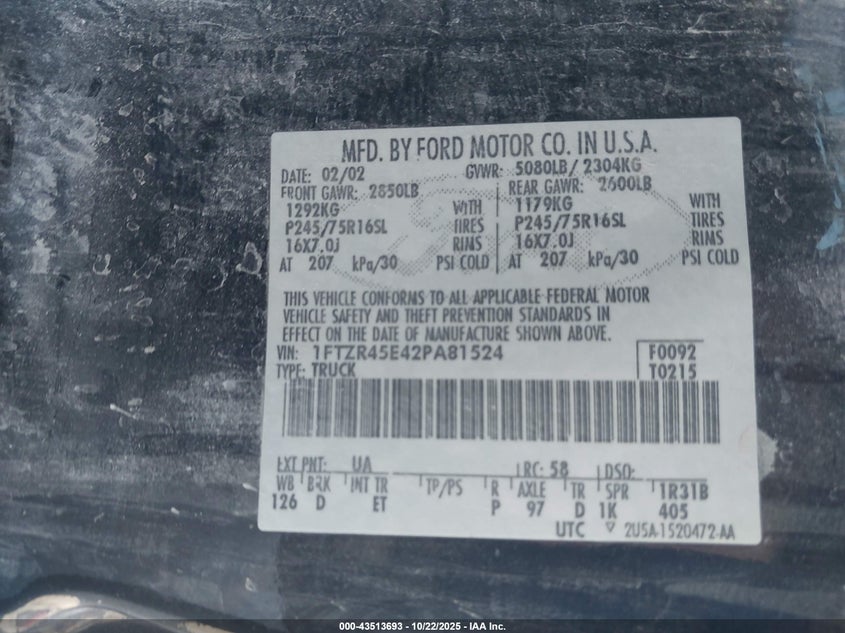 MFD. BY FORD MOTOR CO. IN U.S.A.
DATE: 02/02 GVWR: 5080LB/ 2304KG
FRONT GAWR: 2850LB REAR GAWR: 2600LB
1292KG WITH 1179KG WITH
P245/75R16SL TIRES P245/75R16SL TIRES
16X7.0J RIMS 16X7.0J RIMS
AT 207 kPa/30 PSI COLD AT 207 kPa/30 PSI COLD
THIS VEHICLE CONFORMS TO ALL APPLICABLE FEDERAL MOTOR
VEHICLE SAFETY AND THEFT PREVENTION STANDARDS IN
EFFECT ON THE DATE OF MANUFACTURE SHOWN ABOVE.
VIN: 1FTZR45E42PA81524 F0092
TYPE: TRUCK T0215
EXT PNT: UA RC: 58 DSO:
WB BRK INT TR TP/PS R AXLE TR SPR 1R31B
126 D ET P 97 D 1K 405
UTC ▽ 2U5A-1520472-AA
000-43513693 - 10/22/2025 - IAA Inc.